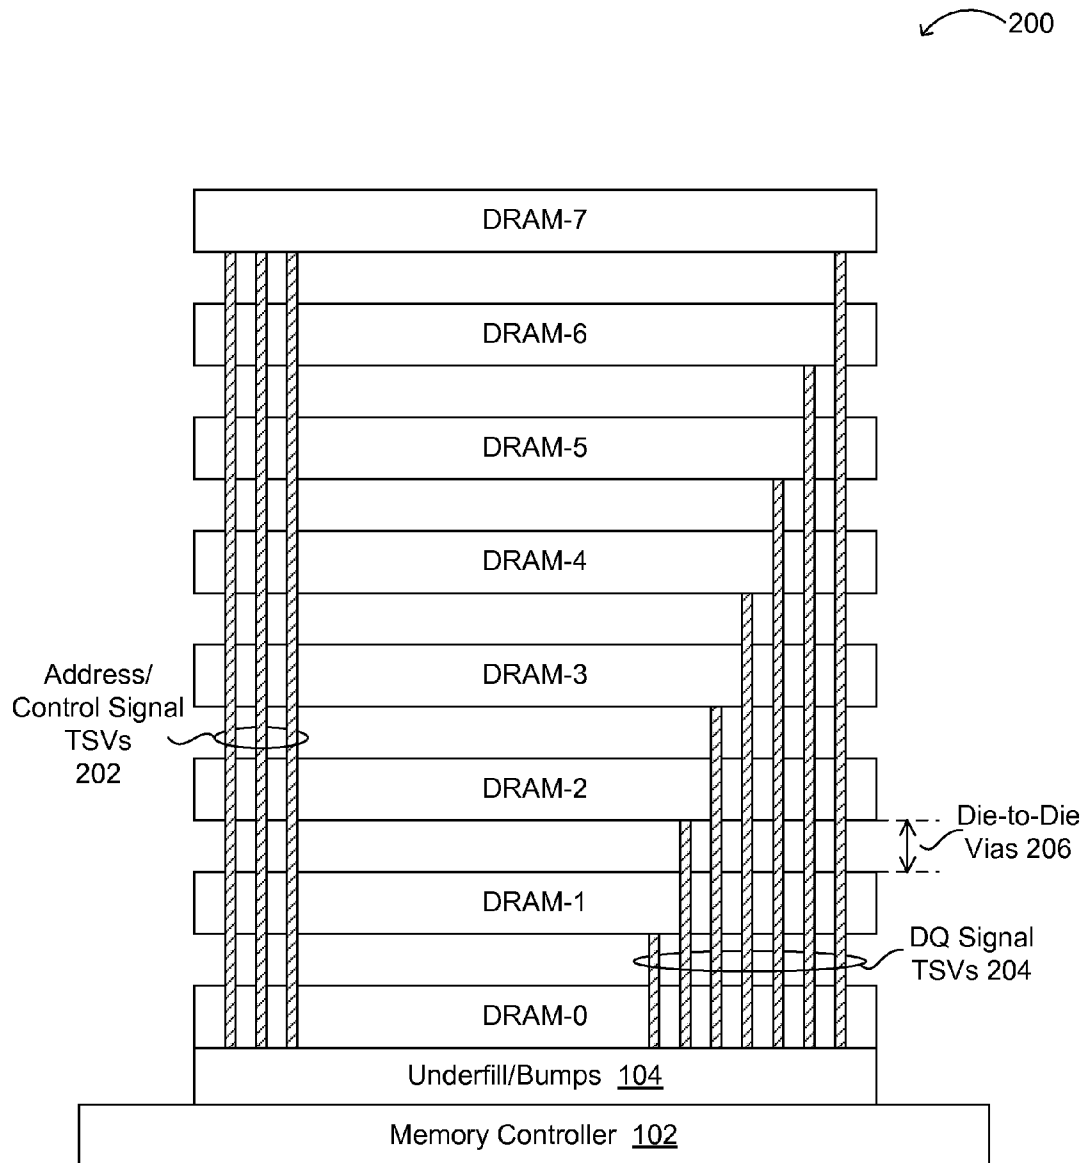 200
DRAM-7
DRAM-6
DRAM-5
DRAM-4
DRAM-3
Address/
Control Signal
TSVs
202
DRAM-2
Die-to-Die
Vias 206
DRAM-1
DQ Signal
TSVs 204
DRAM-0
Underfill/Bumps 104
Memory Controller 102